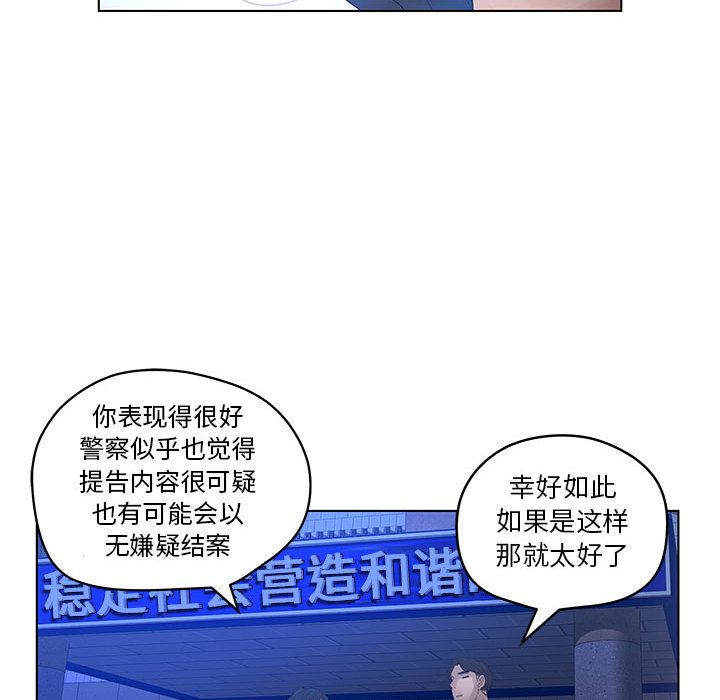 你表现得很好
警察似乎也觉得
提告内容很可疑
也有可能会以
无嫌疑结案
幸好如此
如果是这样
那就太好了
稳定社会营造和谐